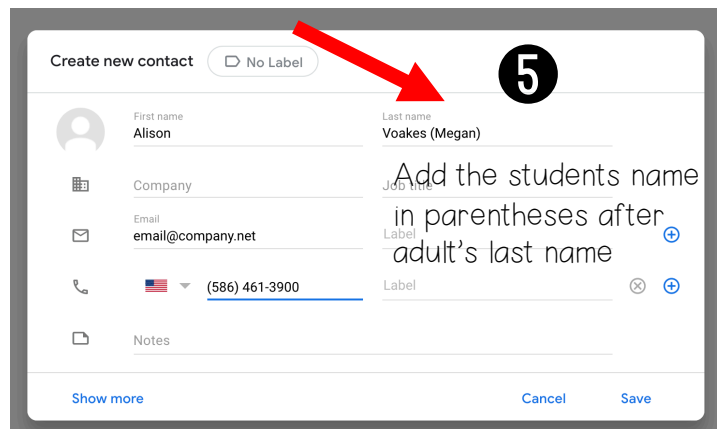 Create new contact No Label
5
First name Last name
Alison Voakes (Megan)
Company Job title
Add the students name
in parentheses after
adult's last name
Email
email@company.net Label
(586) 461-3900 Label
Notes
Show more Cancel Save